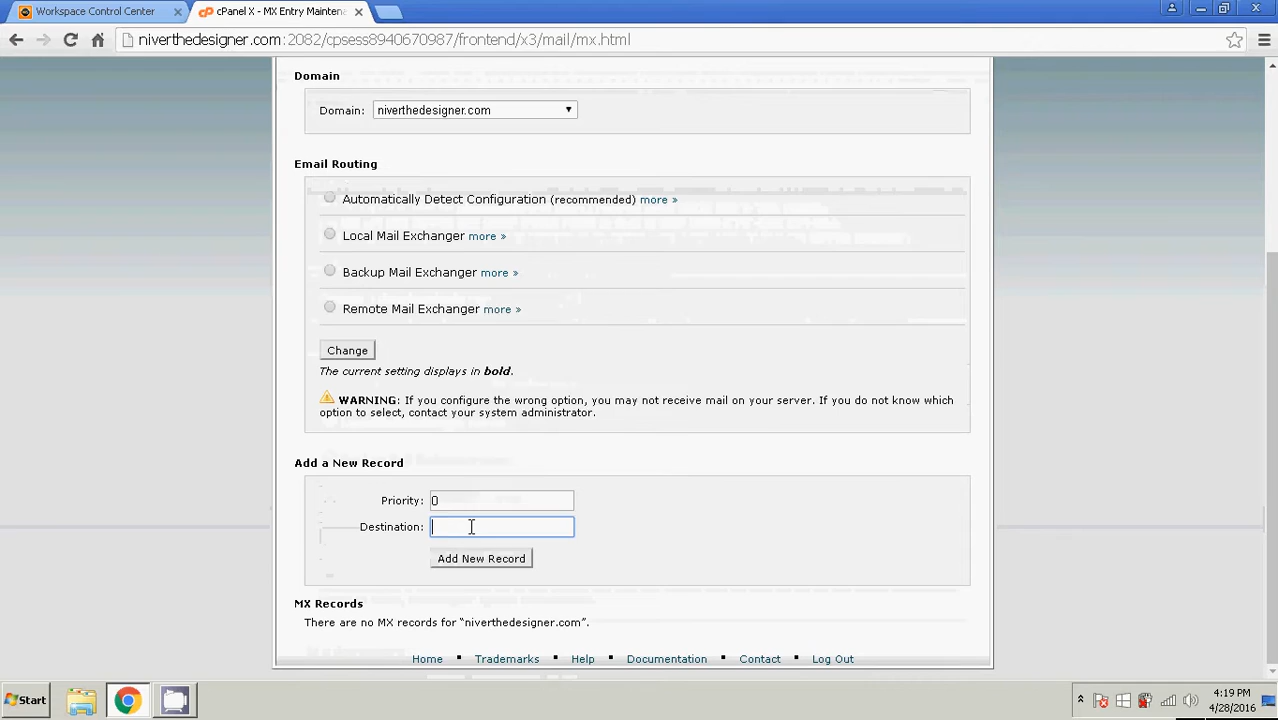 Workspace Control Center
cPanel X - MX Entry Maintena
niverthedesigner.com:2082/cpsess8940670987/frontend/x3/mail/mx.html
Domain
Domain: niverthedesigner.com
Email Routing
Automatically Detect Configuration (recommended) more »
Local Mail Exchanger more »
Backup Mail Exchanger more »
Remote Mail Exchanger more »
Change
The current setting displays in bold.
WARNING: If you configure the wrong option, you may not receive mail on your server. If you do not know which
option to select, contact your system administrator.
Add a New Record
Priority: 0
Destination:
Add New Record
MX Records
There are no MX records for “niverthedesigner.com”.
Home ▪ Trademarks ▪ Help ▪ Documentation ▪ Contact ▪ Log Out
Start
4:19 PM
4/28/2016